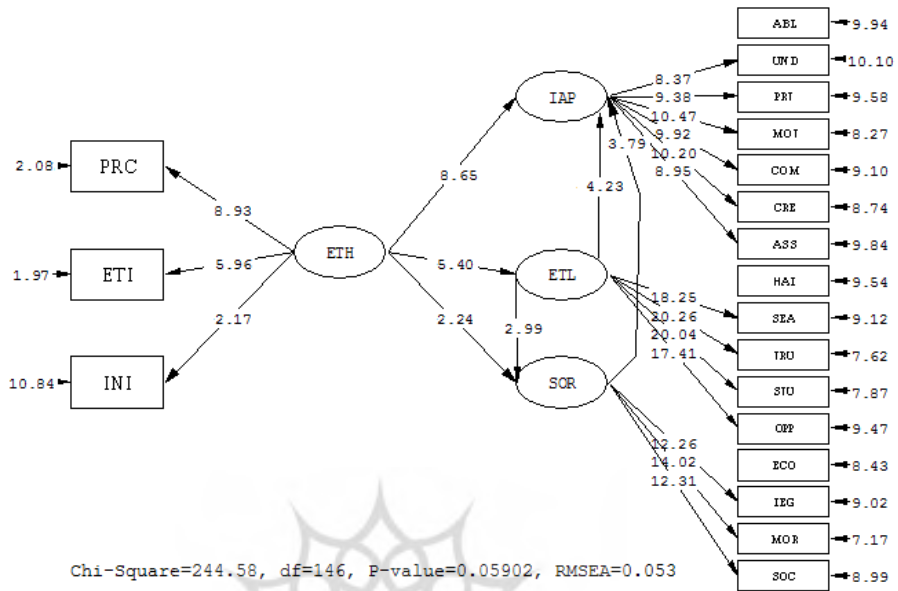 ABL 9.94
UND 10.10
8.37
IAP
9.38
PRI 9.58
10.47
9.92
MOI 8.27
3.79
10.20
2.08 PRC
8.65
8.95
COM 9.10
4.23
CRE 8.74
8.93
ETH
ASS 9.84
1.97 ETI
5.96
5.40
ETL
HAI 9.54
18.25
SEA 9.12
2.17
2.24
2.99
20.26
20.04
17.41
IRU 7.62
10.84 INI
SOR
SIU 7.87
OPP 9.47
12.26
14.02
12.31
ECO 8.43
IEG 9.02
MOR 7.17
Chi-Square=244.58, df=146, P-value=0.05902, RMSEA=0.053
SOC 8.99